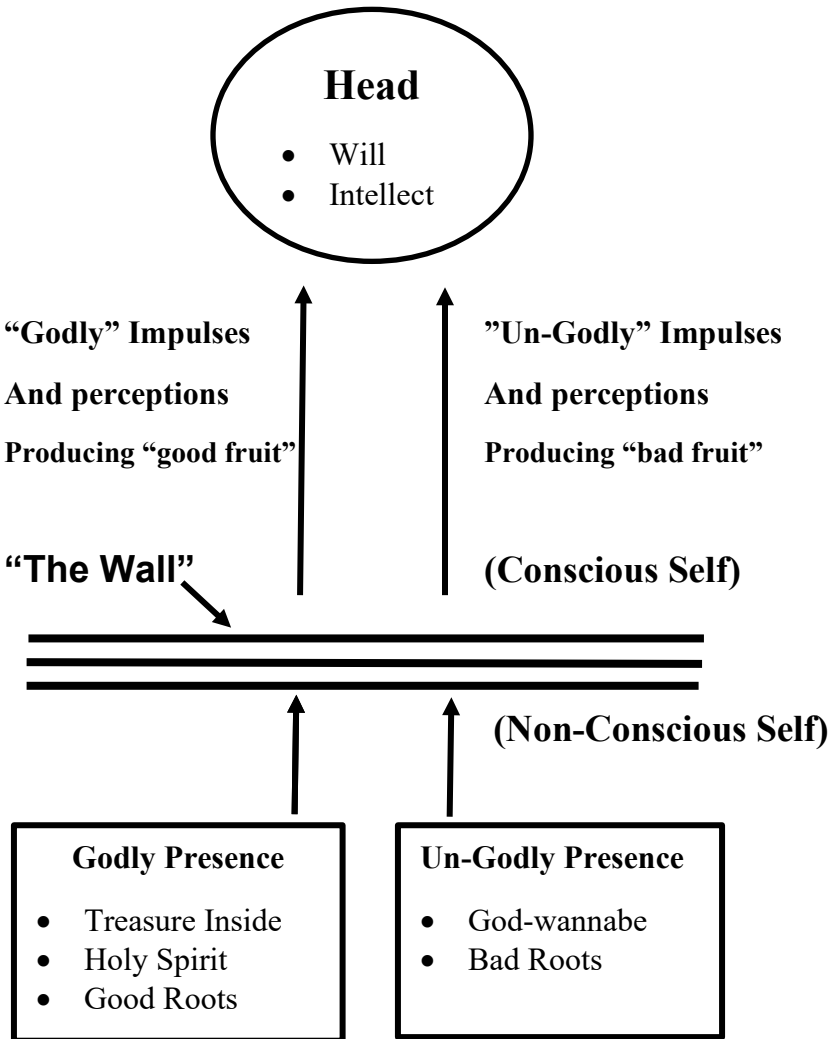 Head
• Will
• Intellect
“Godly” Impulses
And perceptions
Producing “good fruit”
”Un-Godly” Impulses
And perceptions
Producing “bad fruit”
“The Wall”
(Conscious Self)
(Non-Conscious Self)
Godly Presence
• Treasure Inside
• Holy Spirit
• Good Roots
Un-Godly Presence
• God-wannabe
• Bad Roots